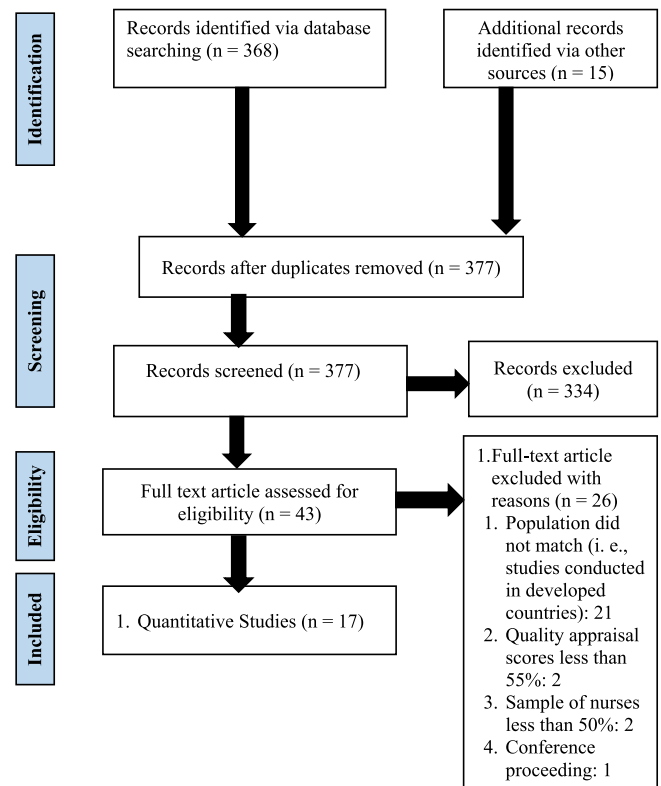 Identification
Records identified via database
searching (n = 368)
Additional records
identified via other
sources (n = 15)
Screening
Records after duplicates removed (n = 377)
Records screened (n = 377)
Records excluded
(n = 334)
Eligibility
Full text article assessed for
eligibility (n = 43)
1.Full-text article
excluded with
reasons (n = 26)
1. Population did
not match (i. e.,
studies conducted
in developed
countries): 21
2. Quality appraisal
scores less than
55%: 2
3. Sample of nurses
less than 50%: 2
4. Conference
proceeding: 1
Included
1. Quantitative Studies (n = 17)